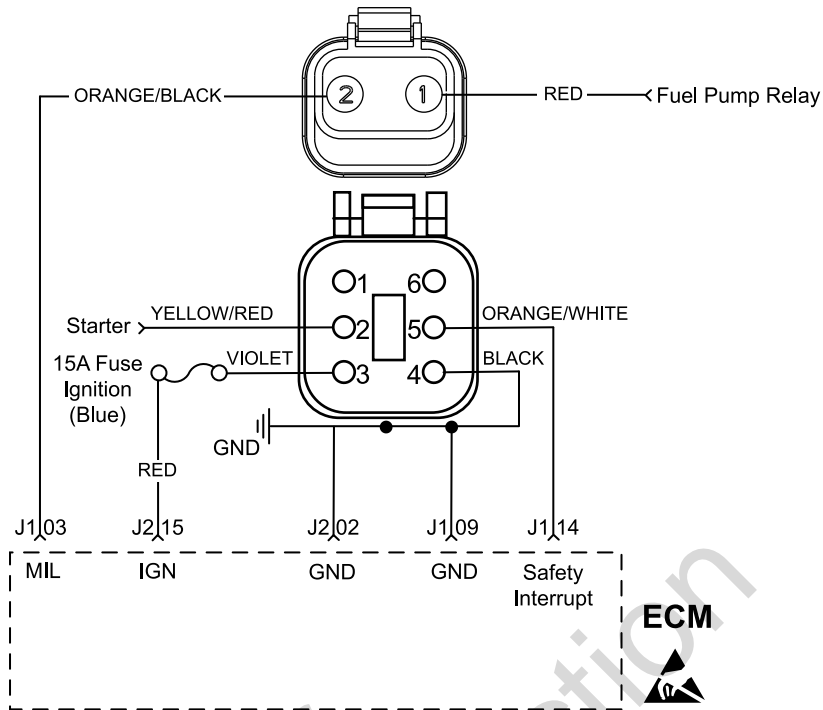 ORANGE/BLACK
2
1
RED
Fuel Pump Relay
1
6
Starter
YELLOW/RED
2
5
ORANGE/WHITE
15A Fuse
Ignition
(Blue)
VIOLET
3
4
BLACK
GND
RED
J1 03
J2 15
J2 02
J1 09
J1 14
MIL
IGN
GND
GND
Safety
Interrupt
ECM